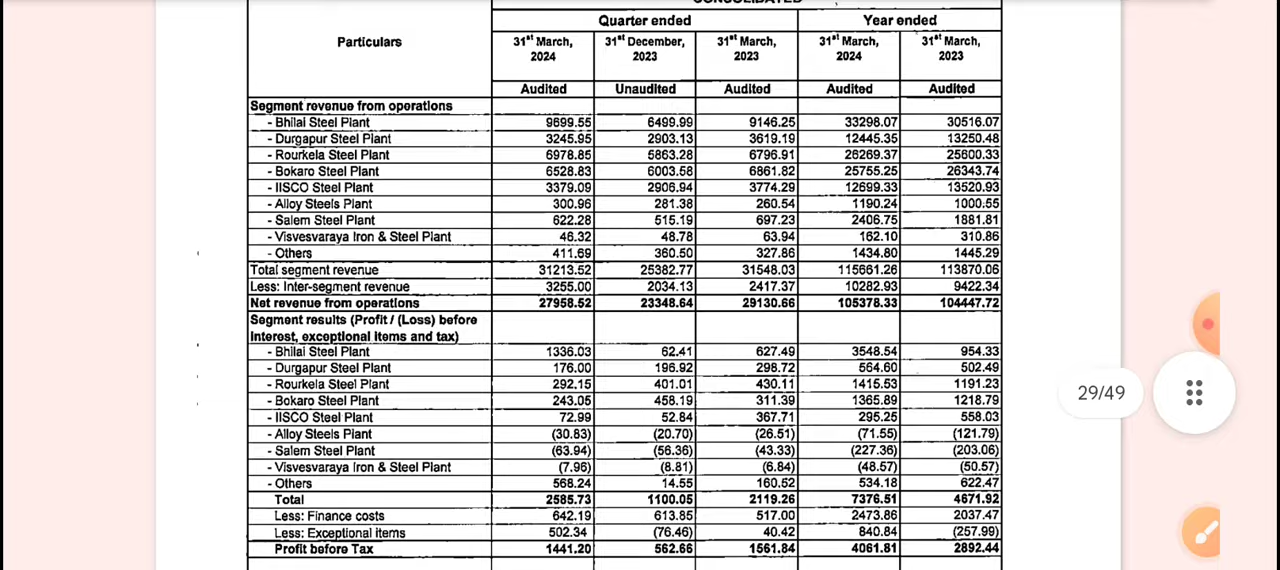 CONSOLIDATED
Quarter ended Year ended
Particulars 31st March, 2024 31st December, 2023 31st March, 2023 31st March, 2024 31st March, 2023
Audited Unaudited Audited Audited Audited
Segment revenue from operations
- Bhilai Steel Plant 9699.55 6499.99 9146.25 33298.07 30516.07
- Durgapur Steel Plant 3245.95 2903.13 3619.19 12445.35 13250.48
- Rourkela Steel Plant 6978.85 5863.28 6796.91 26269.37 25600.33
- Bokaro Steel Plant 6528.83 6003.58 6861.82 25755.25 26343.74
- IISCO Steel Plant 3379.09 2906.94 3774.29 12699.33 13520.93
- Alloy Steels Plant 300.96 281.38 260.54 1190.24 1000.55
- Salem Steel Plant 622.28 515.19 697.23 2406.75 1881.81
- Visvesvaraya Iron & Steel Plant 46.32 48.78 63.94 162.10 310.86
- Others 411.69 360.50 327.86 1434.80 1445.29
Total segment revenue 31213.52 25382.77 31548.03 115661.26 113870.06
Less: Inter-segment revenue 3255.00 2034.13 2417.37 10282.93 9422.34
Net revenue from operations 27958.52 23348.64 29130.66 105378.33 104447.72
Segment results (Profit / (Loss) before
Interest, exceptional items and tax)
- Bhilai Steel Plant 1336.03 62.41 627.49 3548.54 954.33
- Durgapur Steel Plant 176.00 196.92 298.72 564.60 502.49
- Rourkela Steel Plant 292.15 401.01 430.11 1415.53 1191.23
- Bokaro Steel Plant 243.05 458.19 311.39 1365.89 1218.79
- IISCO Steel Plant 72.99 52.84 367.71 295.25 558.03
- Alloy Steels Plant (30.83) (20.70) (26.51) (71.55) (121.79)
- Salem Steel Plant (63.94) (56.36) (43.33) (227.36) (203.06)
- Visvesvaraya Iron & Steel Plant (7.96) (8.81) (6.84) (48.57) (50.57)
- Others 568.24 14.55 160.52 534.18 622.47
Total 2585.73 1100.05 2119.26 7376.51 4671.92
Less: Finance costs 642.19 613.85 517.00 2473.86 2037.47
Less: Exceptional items 502.34 (76.46) 40.42 840.84 (257.99)
Profit before Tax 1441.20 562.66 1561.84 4061.81 2892.44
29/49